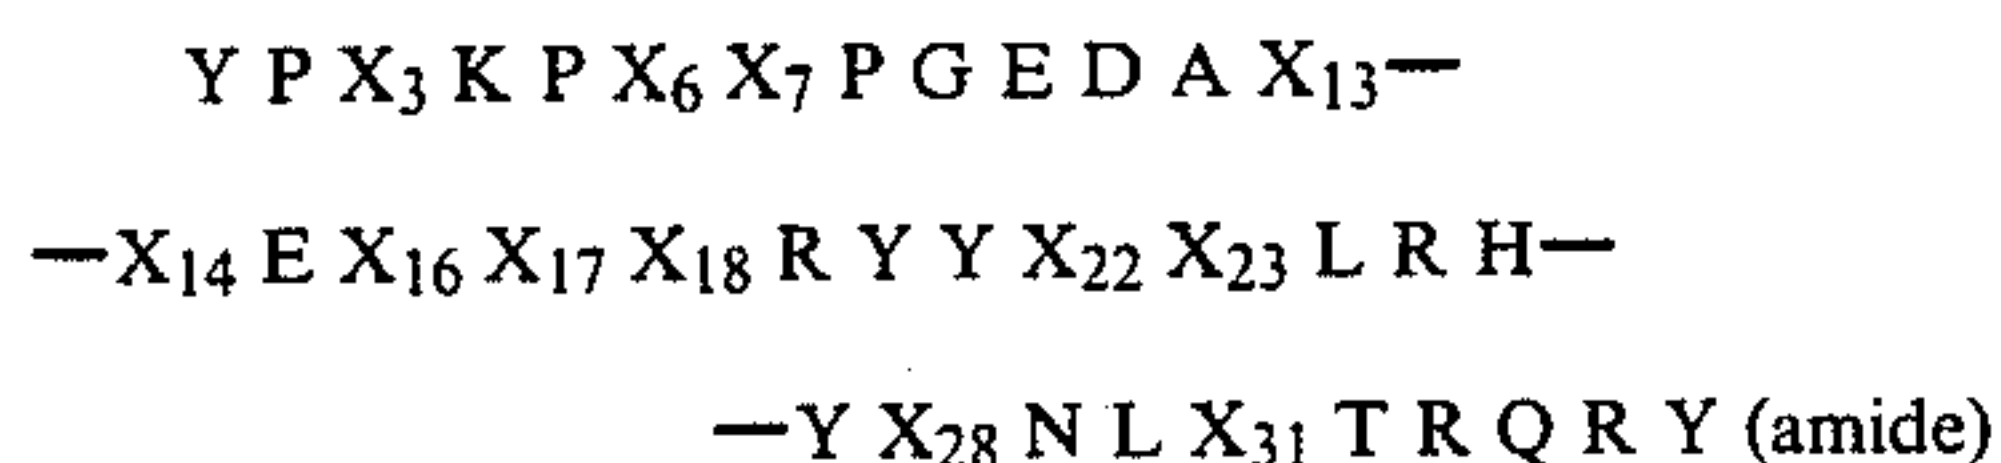 Y P X₃ K P X₆ X₇ P G E D A X₁₃—
—X₁₄ E X₁₆ X₁₇ X₁₈ R Y Y X₂₂ X₂₃ L R H—
—Y X₂₈ N L X₃₁ T R Q R Y (amide)